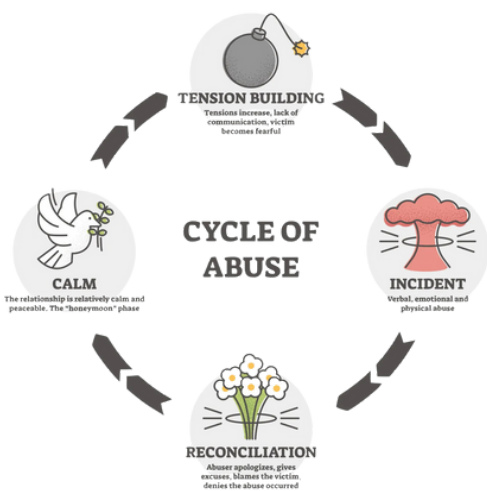 TENSION BUILDING
Tensions increase, lack of
communication, victim
becomes fearful
CYCLE OF
ABUSE
CALM
The relationship is relatively calm and
peaceable. The "honeymoon" phase
INCIDENT
Verbal, emotional and
physical abuse
RECONCILIATION
Abuser apologizes, gives
excuses, blames the victim,
denies the abuse occurred